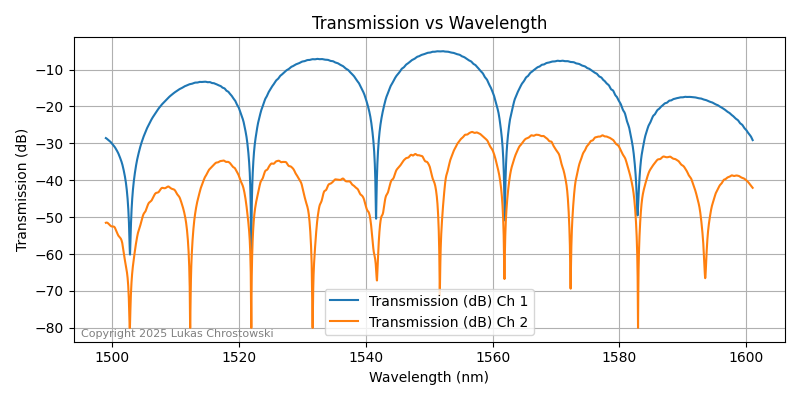 Transmission vs Wavelength
Transmission (dB)
−10
−20
−30
−40
−50
−60
−70
−80
Transmission (dB) Ch 1
Transmission (dB) Ch 2
Copyright 2025 Lukas Chrostowski
1500
1520
1540
1560
1580
1600
Wavelength (nm)